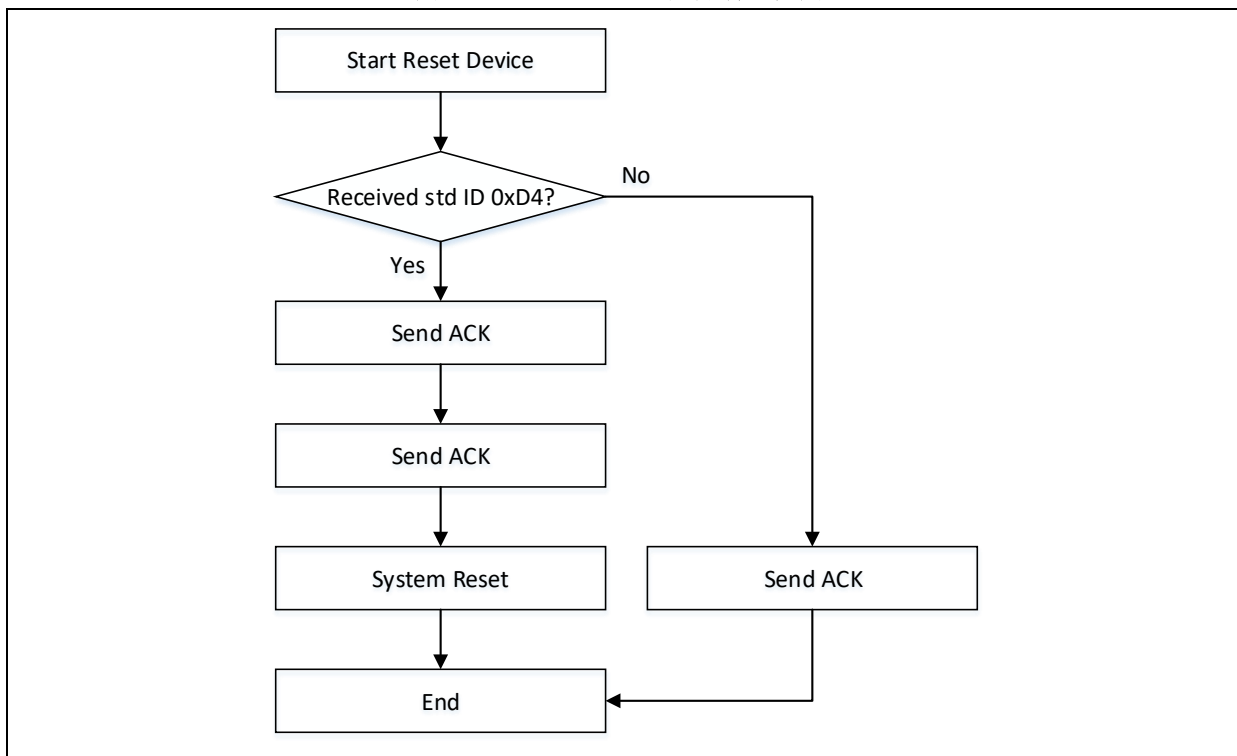 Start Reset Device
Received std ID 0xD4?
No
Yes
Send ACK
Send ACK
System Reset
Send ACK
End